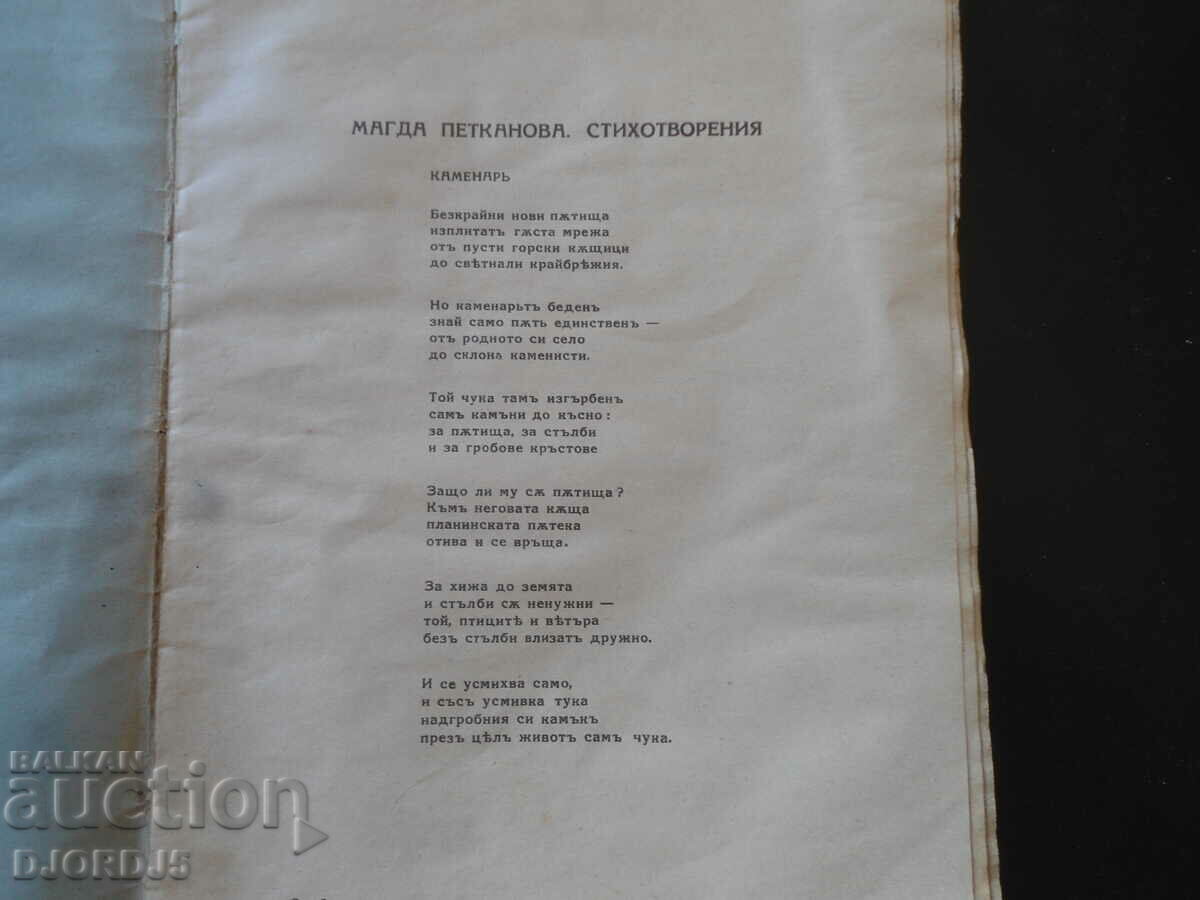 МАГДА ПЕТКАНОВА. СТИХОТВОРЕНИЯ
КАМЕНАРЬ
Безкрайни нови пѫтища
изплитатъ гѫста мрежа
отъ пусти горски кѫщици
до свѣтнали крайбрѣжия.
Но каменарьтъ беденъ
знай само пѫть единственъ —
отъ родното си село
до склона каменисти.
Той чука тамъ изгърбенъ
самъ камъни до късно:
за пѫтища, за стълби
и за гробове кръстове
Защо ли му сѫ пѫтища?
Къмъ неговата кѫща
планинската пѫтека
отива и се връща.
За хижа до земята
и стълби сѫ ненужни —
той, птицитѣ и вѣтъра
безъ стълби влизатъ дружно.
И се усмихва само,
и съсъ усмивка тука
надгробния си камъкъ
презъ цѣлъ животъ самъ чука.
BALKAN
auction
DJORDJ5